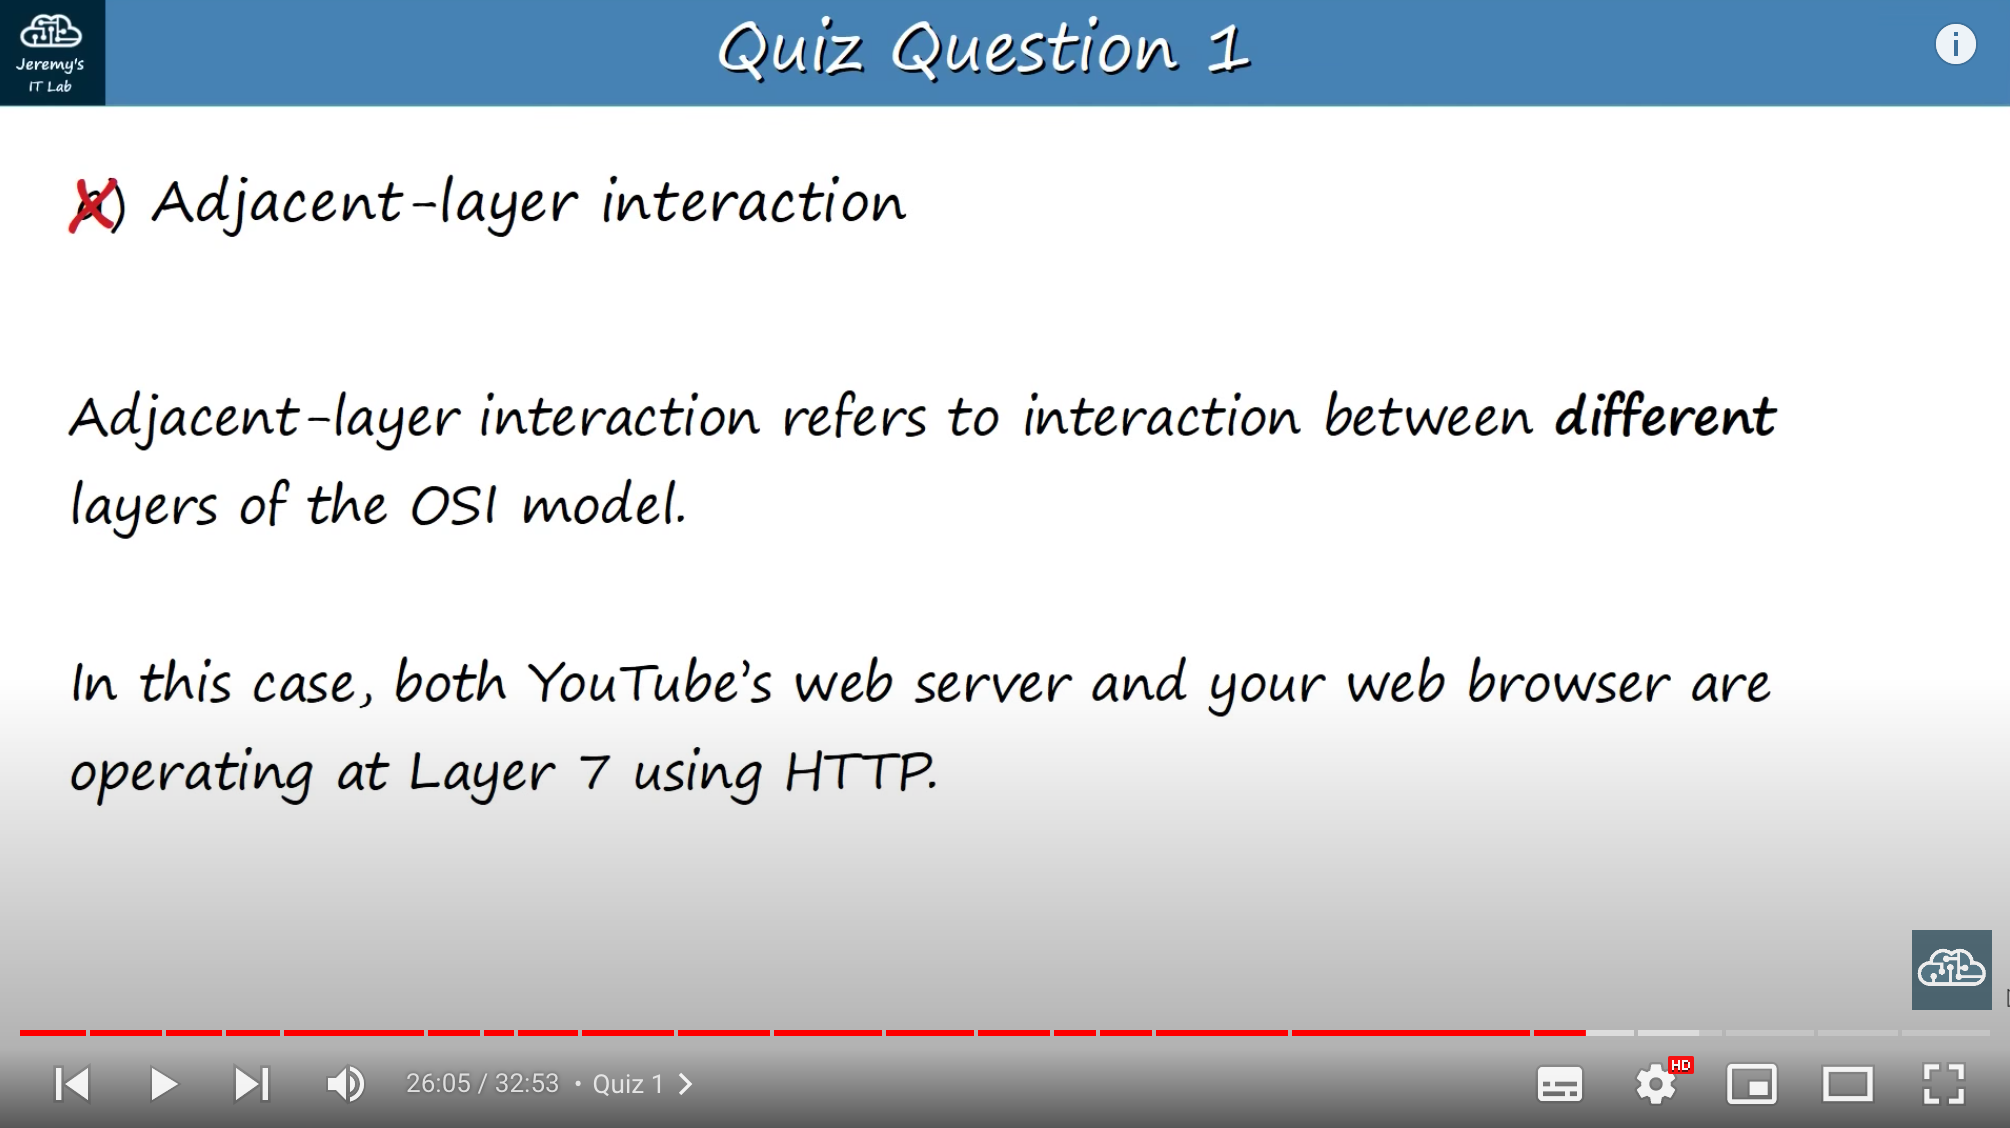 Jeremy's
IT Lab
Quiz Question 1
a) Adjacent-layer interaction
Adjacent-layer interaction refers to interaction between different
layers of the OSI model.
In this case, both YouTube's web server and your web browser are
operating at Layer 7 using HTTP.
26:05 / 32:53 • Quiz 1
HD